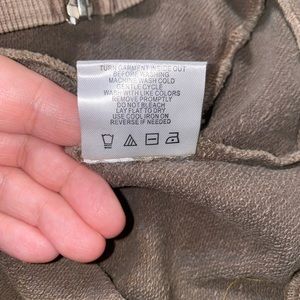 TURN GARMENT INSIDE OUT
BEFORE WASHING
MACHINE WASH COLD
GENTLE CYCLE
WASH WITH LIKE COLORS
REMOVE PROMPTLY
DO NOT BLEACH
LAY FLAT TO DRY
USE COOL IRON ON
REVERSE IF NEEDED